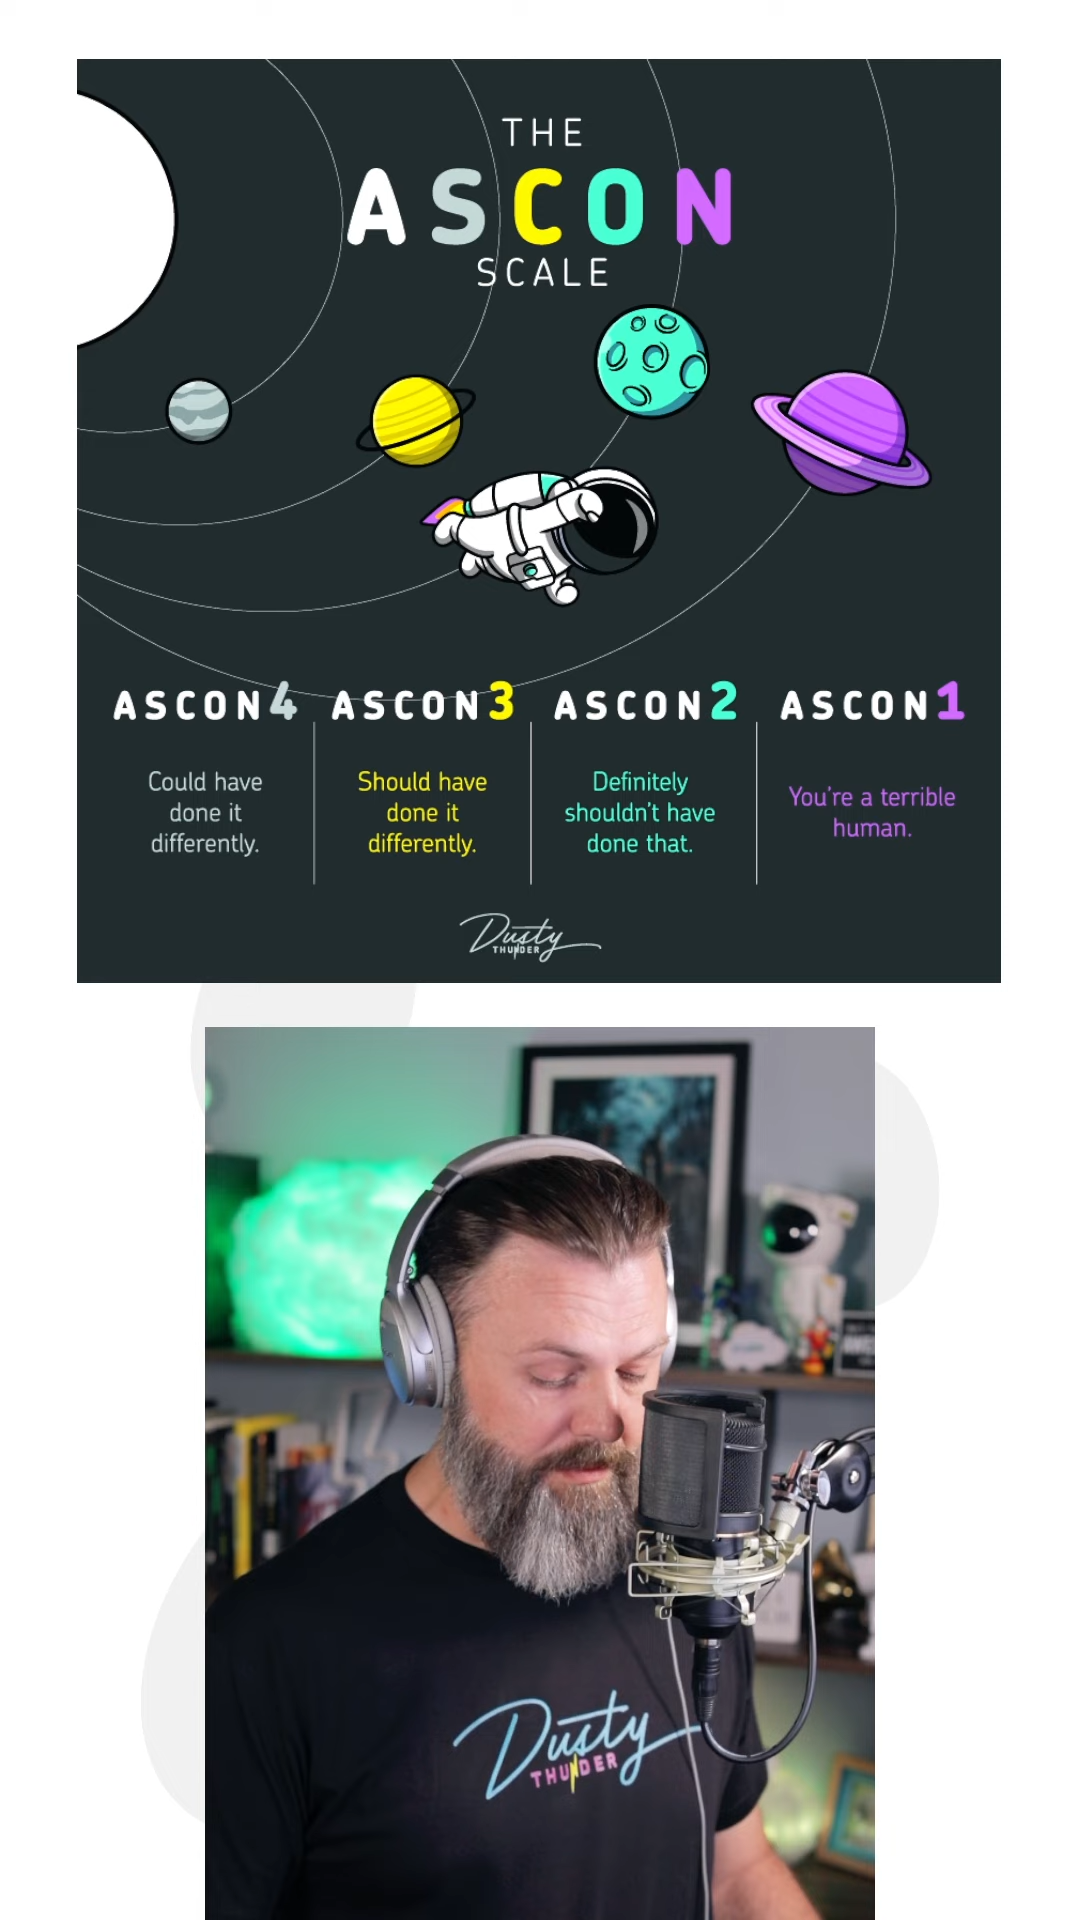 THE
ASCON
SCALE
ASCON4 ASCON3 ASCON2 ASCON1
Could have
done it
differently.
Should have
done it
differently.
Definitely
shouldn't have
done that.
You're a terrible
human.
Dusty
THUNDER
Dusty
THUNDER